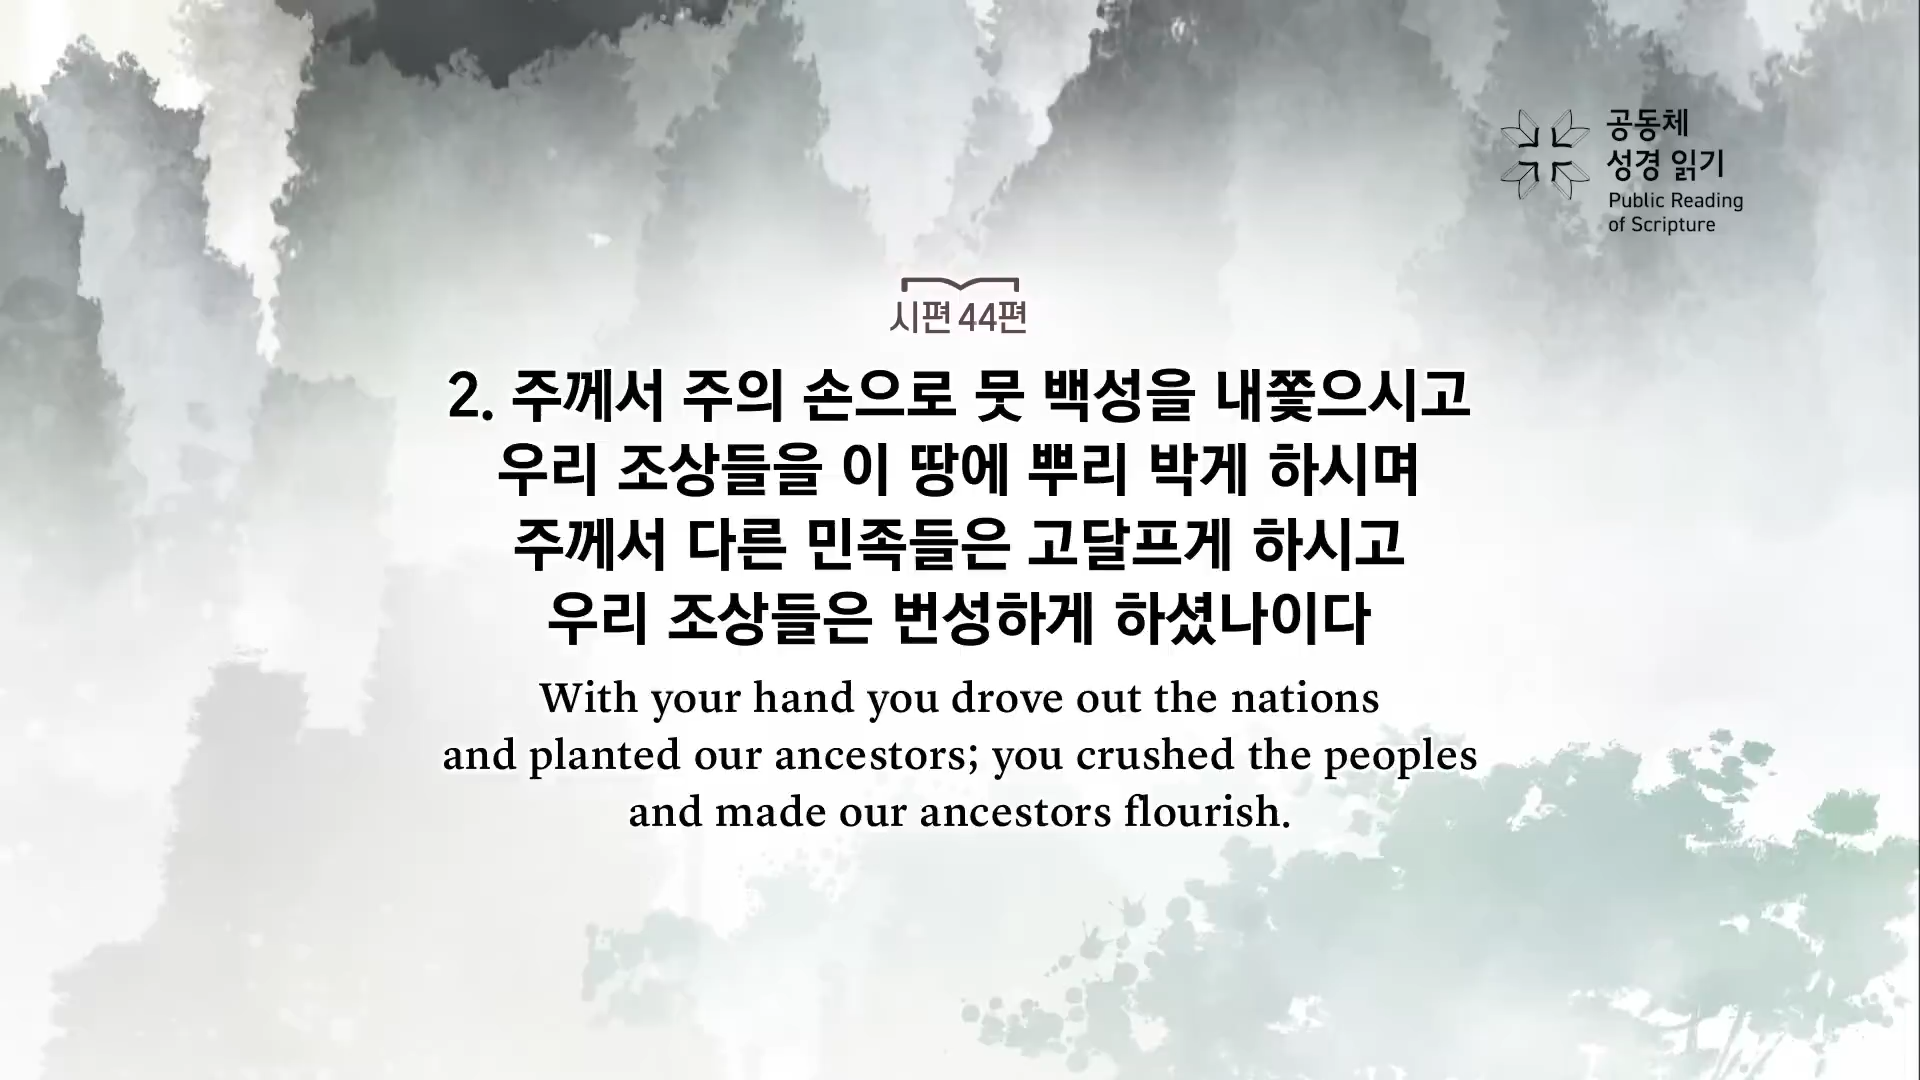 공동체
성경 읽기
Public Reading
of Scripture
시편 44편
2. 주께서 주의 손으로 뭇 백성을 내쫓으시고
우리 조상들을 이 땅에 뿌리 박게 하시며
주께서 다른 민족들은 고달프게 하시고
우리 조상들은 번성하게 하셨나이다
With your hand you drove out the nations
and planted our ancestors; you crushed the peoples
and made our ancestors flourish.